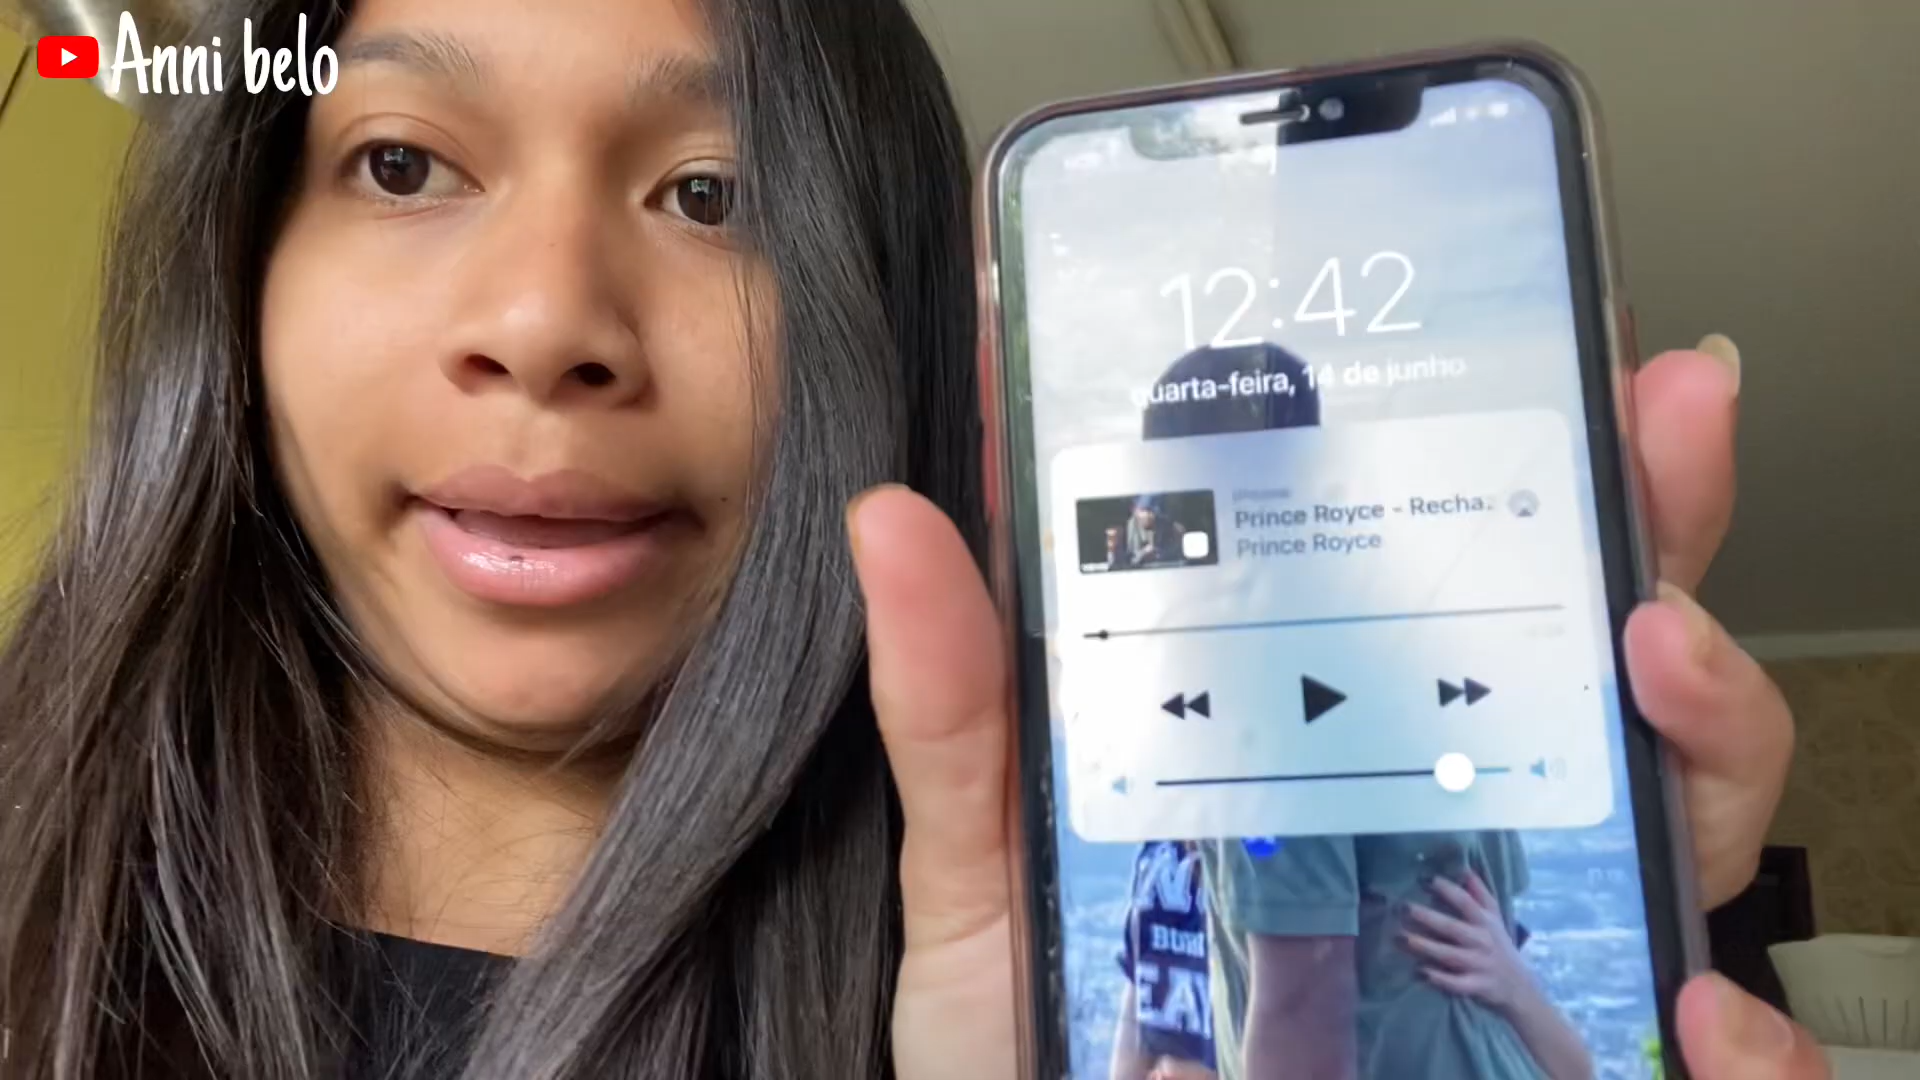 Anni belo
12:42
quarta-feira, 14 de junho
Prince Royce - Recha
Prince Royce